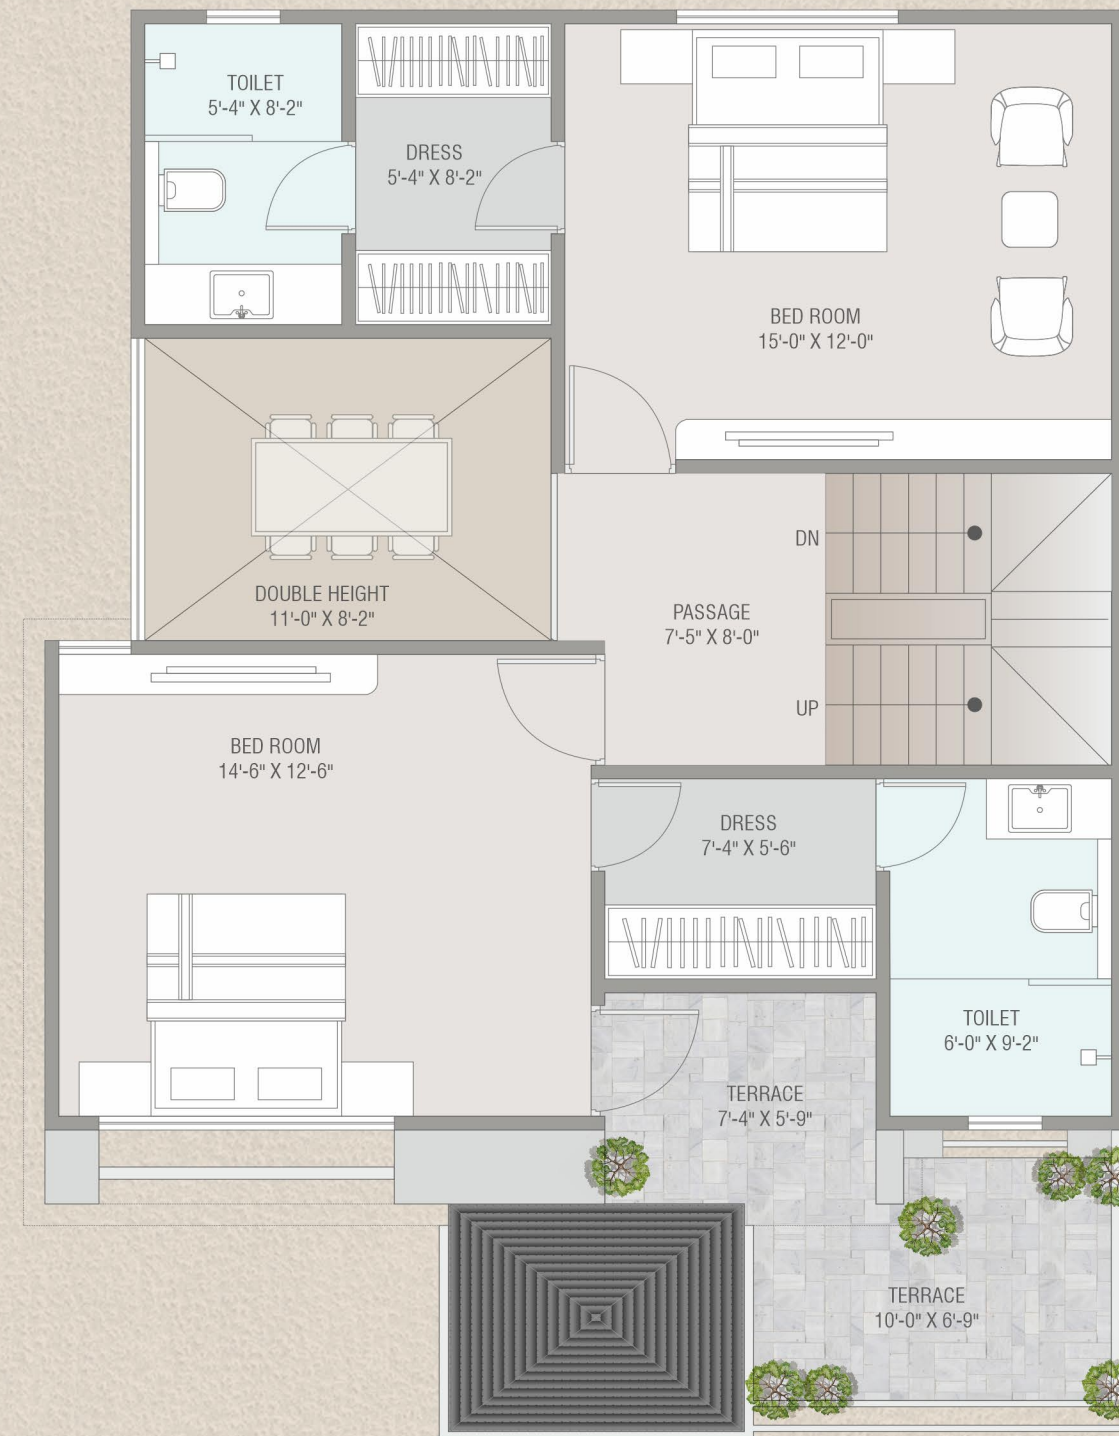 TOILET
5'-4" X 8'-2"
DRESS
5'-4" X 8'-2"
BED ROOM
15'-0" X 12'-0"
DN
DOUBLE HEIGHT
11'-0" X 8'-2"
PASSAGE
7'-5" X 8'-0"
UP
BED ROOM
14'-6" X 12'-6"
DRESS
7'-4" X 5'-6"
TOILET
6'-0" X 9'-2"
TERRACE
7'-4" X 5'-9"
TERRACE
10'-0" X 6'-9"